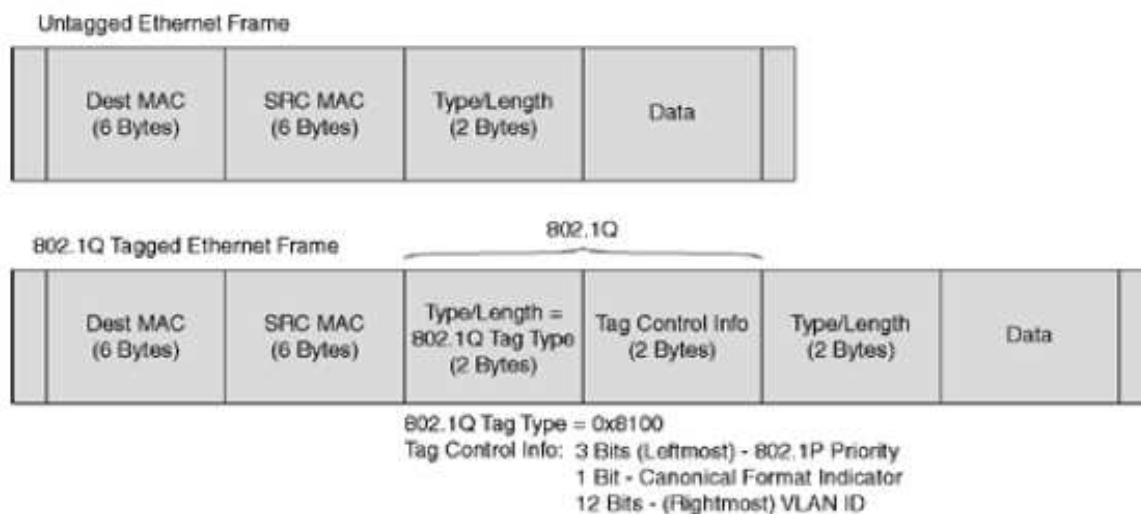 Untagged Ethernet Frame
Dest MAC
(6 Bytes)
SRC MAC
(6 Bytes)
Type/Length
(2 Bytes)
Data
802.1Q Tagged Ethernet Frame
802.1Q
Dest MAC
(6 Bytes)
SRC MAC
(6 Bytes)
Type/Length =
802.1Q Tag Type
(2 Bytes)
Tag Control Info
(2 Bytes)
Type/Length
(2 Bytes)
Data
802.1Q Tag Type = 0x8100
Tag Control Info: 3 Bits (Leftmost) - 802.1P Priority
1 Bit - Canonical Format Indicator
12 Bits - (Rightmost) VLAN ID